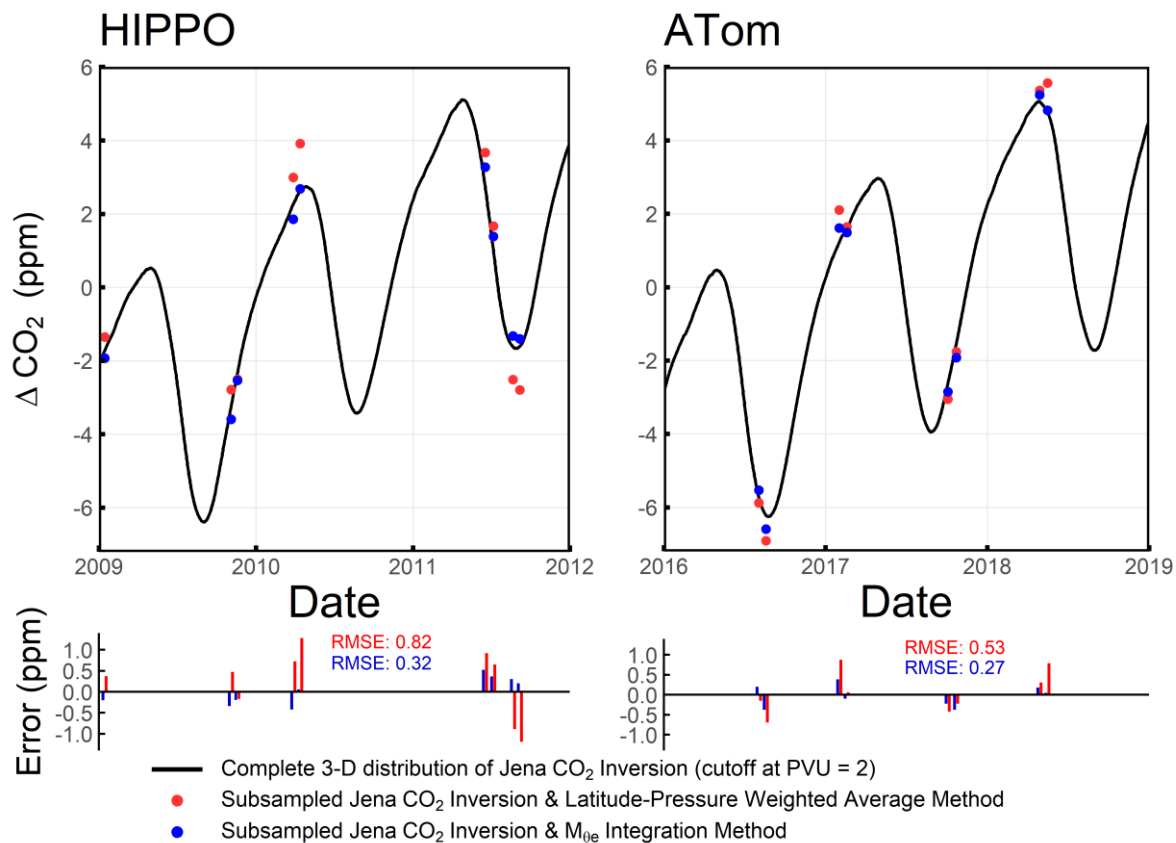 HIPPO
ATom
6
4
2
0
-2
-4
-6
Δ CO₂ (ppm)
2009 2010 2011 2012
Date
6
4
2
0
-2
-4
-6
2016 2017 2018 2019
Date
Error (ppm)
1.0
0.5
0.0
-0.5
-1.0
RMSE: 0.82
RMSE: 0.32
1.0
0.5
0.0
-0.5
-1.0
RMSE: 0.53
RMSE: 0.27
Complete 3-D distribution of Jena CO₂ Inversion (cutoff at PVU = 2)
Subsampled Jena CO₂ Inversion & Latitude-Pressure Weighted Average Method
Subsampled Jena CO₂ Inversion & Mθe Integration Method